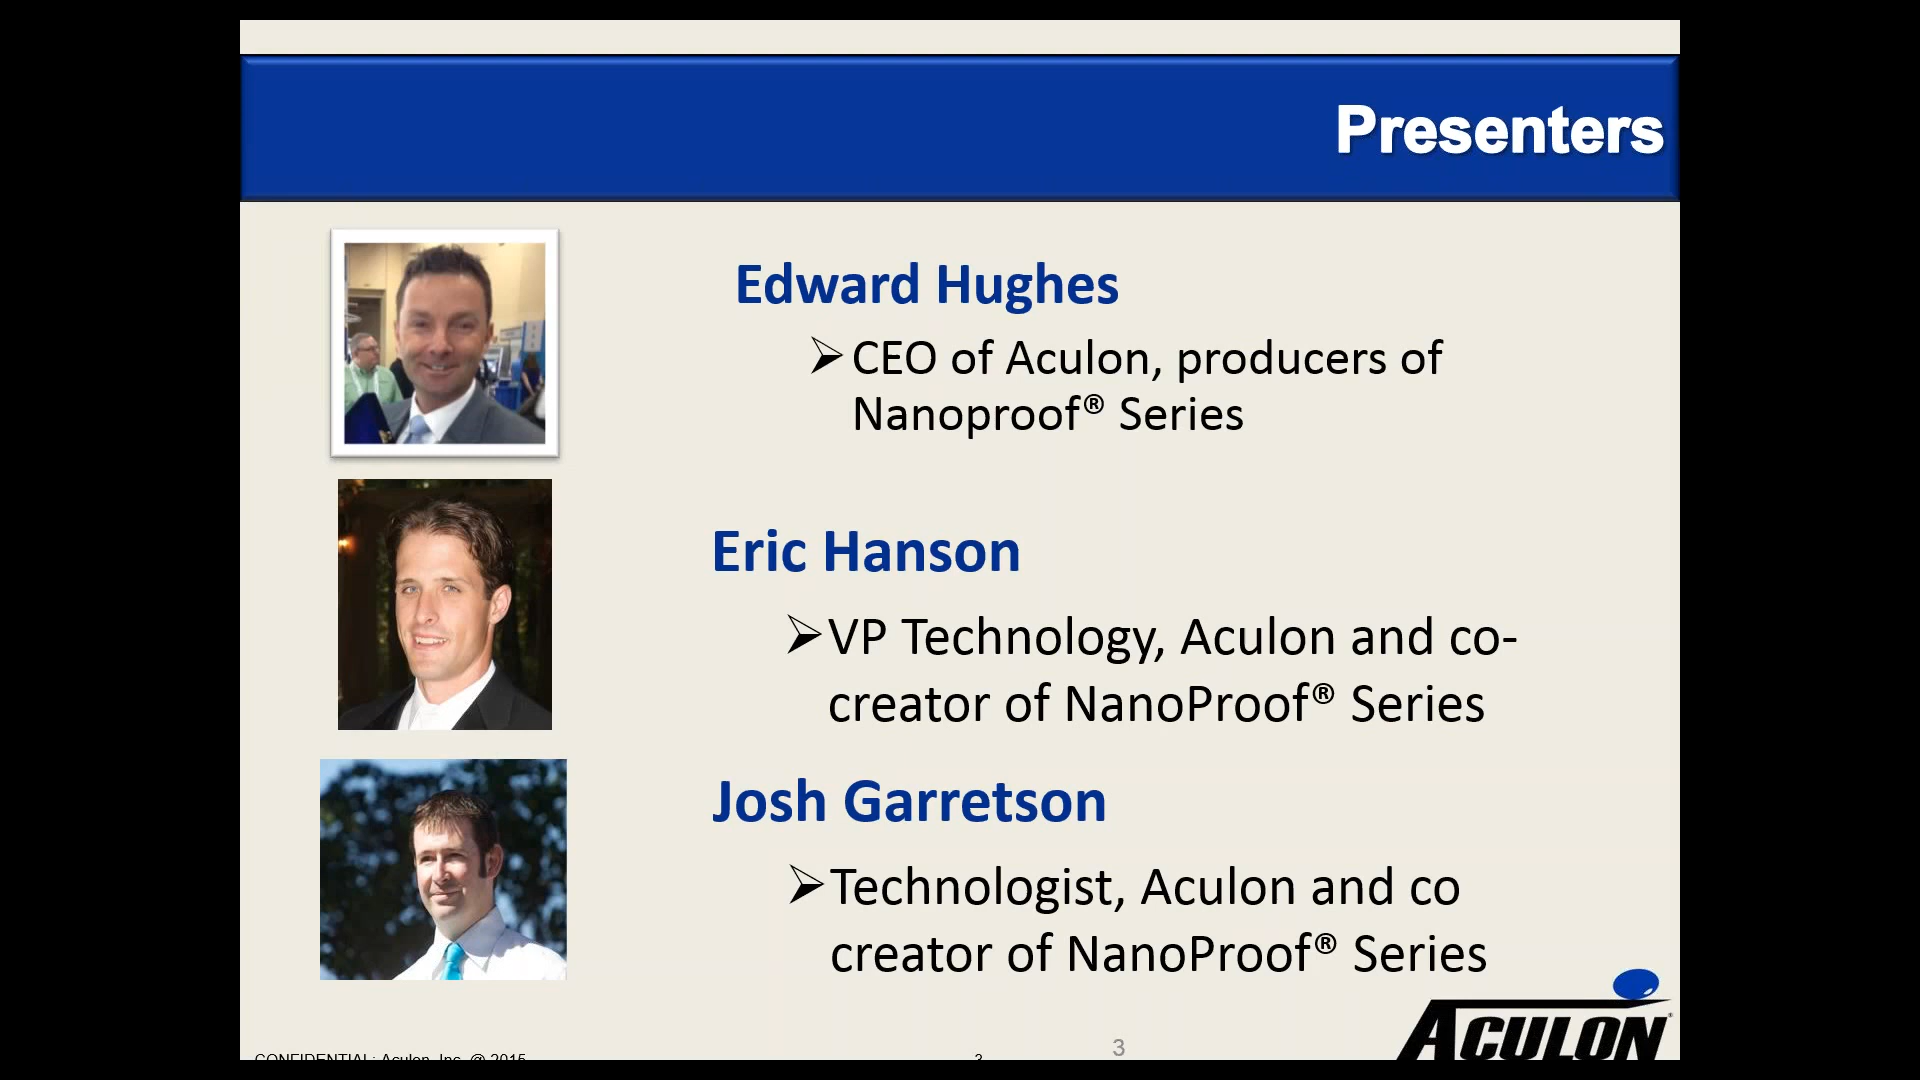 Presenters
Edward Hughes
➢CEO of Aculon, producers of
Nanoproof® Series
Eric Hanson
➢VP Technology, Aculon and co-
creator of NanoProof® Series
Josh Garretson
➢Technologist, Aculon and co
creator of NanoProof® Series
ACULON®
CONFIDENTIAL: Aculon, Inc. @ 2015
3
3